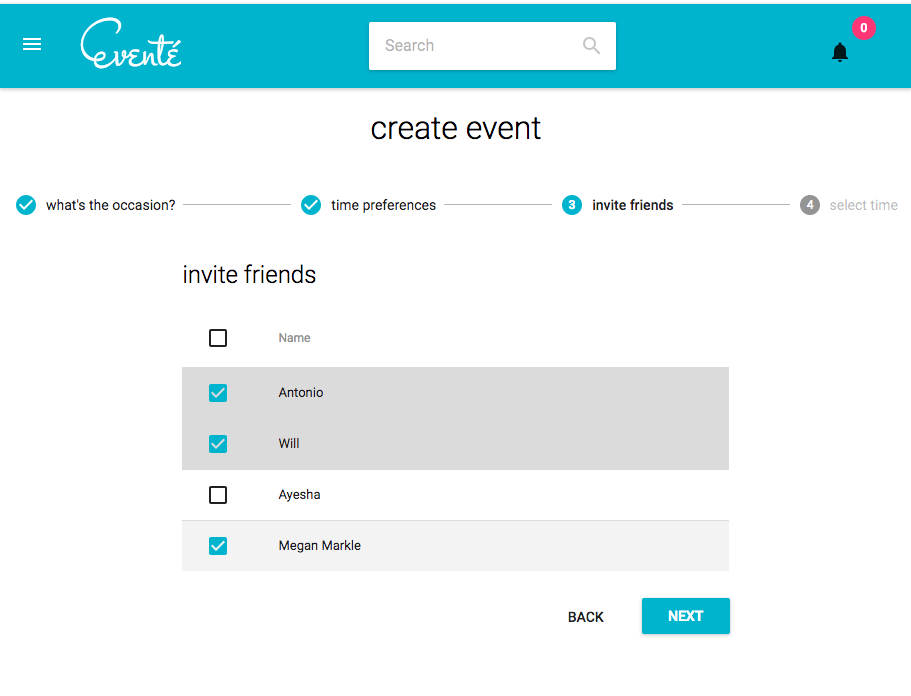 Eventé
Search
0
create event
what's the occasion? time preferences 3 invite friends 4 select time
invite friends
Name
Antonio
Will
Ayesha
Megan Markle
BACK NEXT